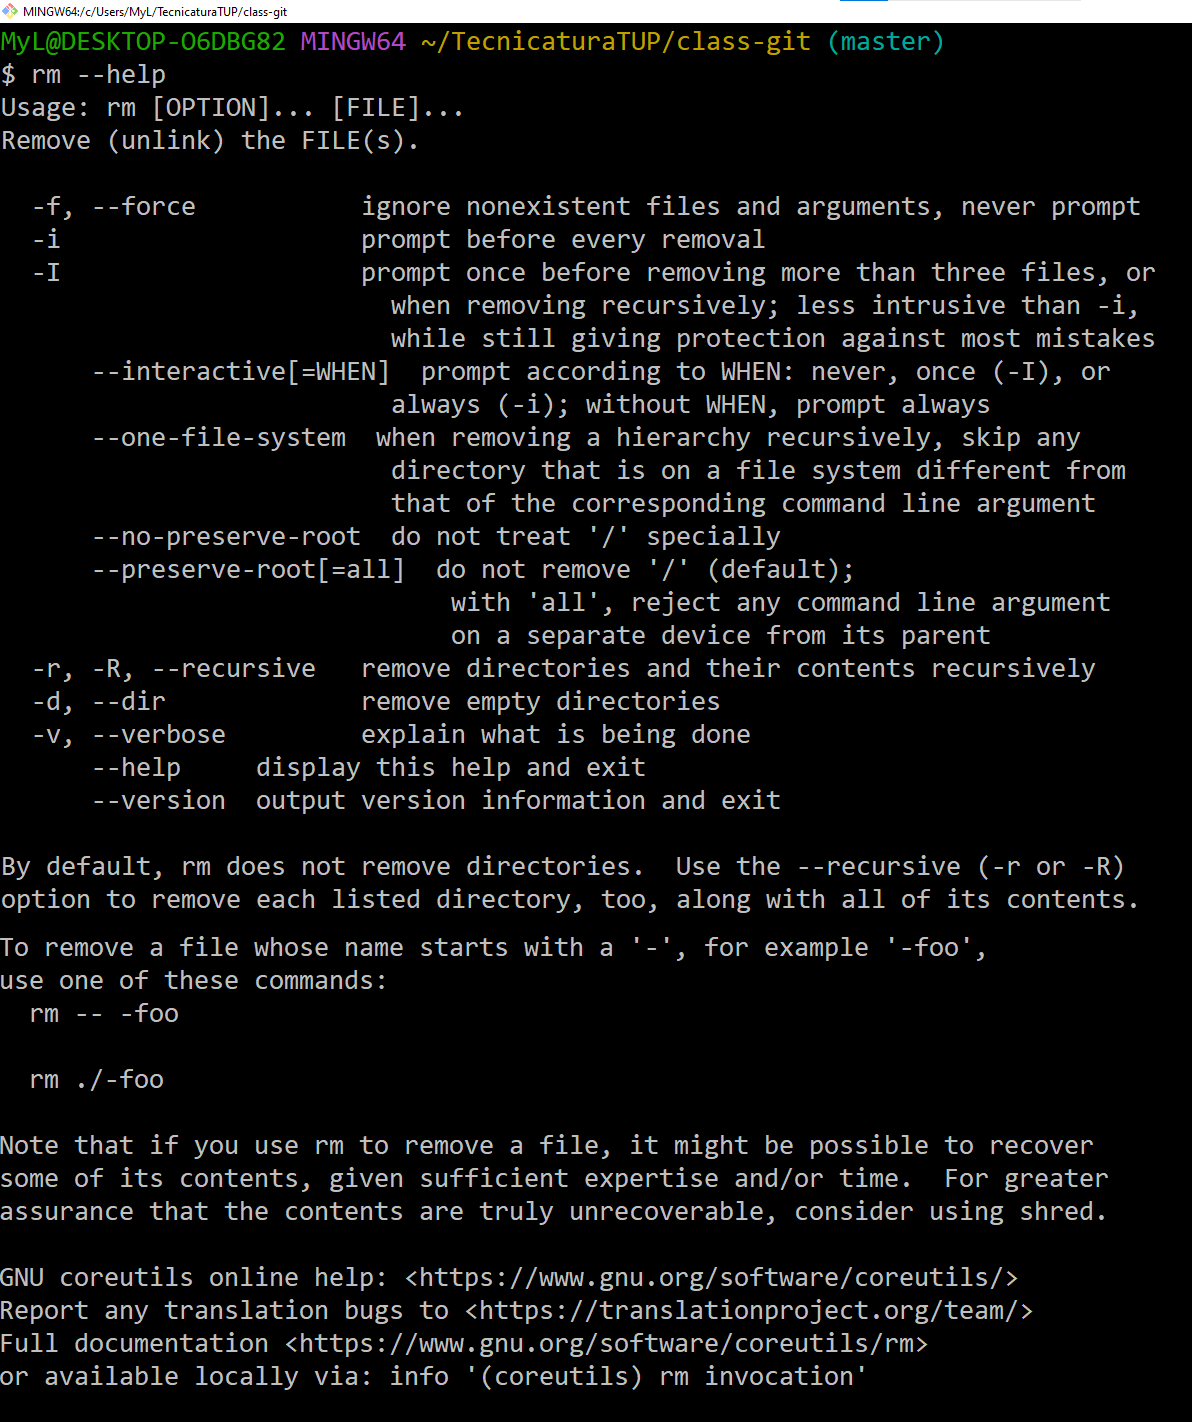 MINGW64:/c/Users/MyL/TecnicaturaTUP/class-git
MyL@DESKTOP-O6DBG82 MINGW64 ~/TecnicaturaTUP/class-git (master)
$ rm --help
Usage: rm [OPTION]... [FILE]...
Remove (unlink) the FILE(s).

  -f, --force           ignore nonexistent files and arguments, never prompt
  -i                    prompt before every removal
  -I                    prompt once before removing more than three files, or
                          when removing recursively; less intrusive than -i,
                          while still giving protection against most mistakes
      --interactive[=WHEN]  prompt according to WHEN: never, once (-I), or
                          always (-i); without WHEN, prompt always
      --one-file-system  when removing a hierarchy recursively, skip any
                          directory that is on a file system different from
                          that of the corresponding command line argument
      --no-preserve-root  do not treat '/' specially
      --preserve-root[=all]  do not remove '/' (default);
                              with 'all', reject any command line argument
                              on a separate device from its parent
  -r, -R, --recursive   remove directories and their contents recursively
  -d, --dir             remove empty directories
  -v, --verbose         explain what is being done
      --help     display this help and exit
      --version  output version information and exit

By default, rm does not remove directories.  Use the --recursive (-r or -R)
option to remove each listed directory, too, along with all of its contents.
To remove a file whose name starts with a '-', for example '-foo',
use one of these commands:
  rm -- -foo

  rm ./-foo

Note that if you use rm to remove a file, it might be possible to recover
some of its contents, given sufficient expertise and/or time.  For greater
assurance that the contents are truly unrecoverable, consider using shred.

GNU coreutils online help: <https://www.gnu.org/software/coreutils/>
Report any translation bugs to <https://translationproject.org/team/>
Full documentation <https://www.gnu.org/software/coreutils/rm>
or available locally via: info '(coreutils) rm invocation'